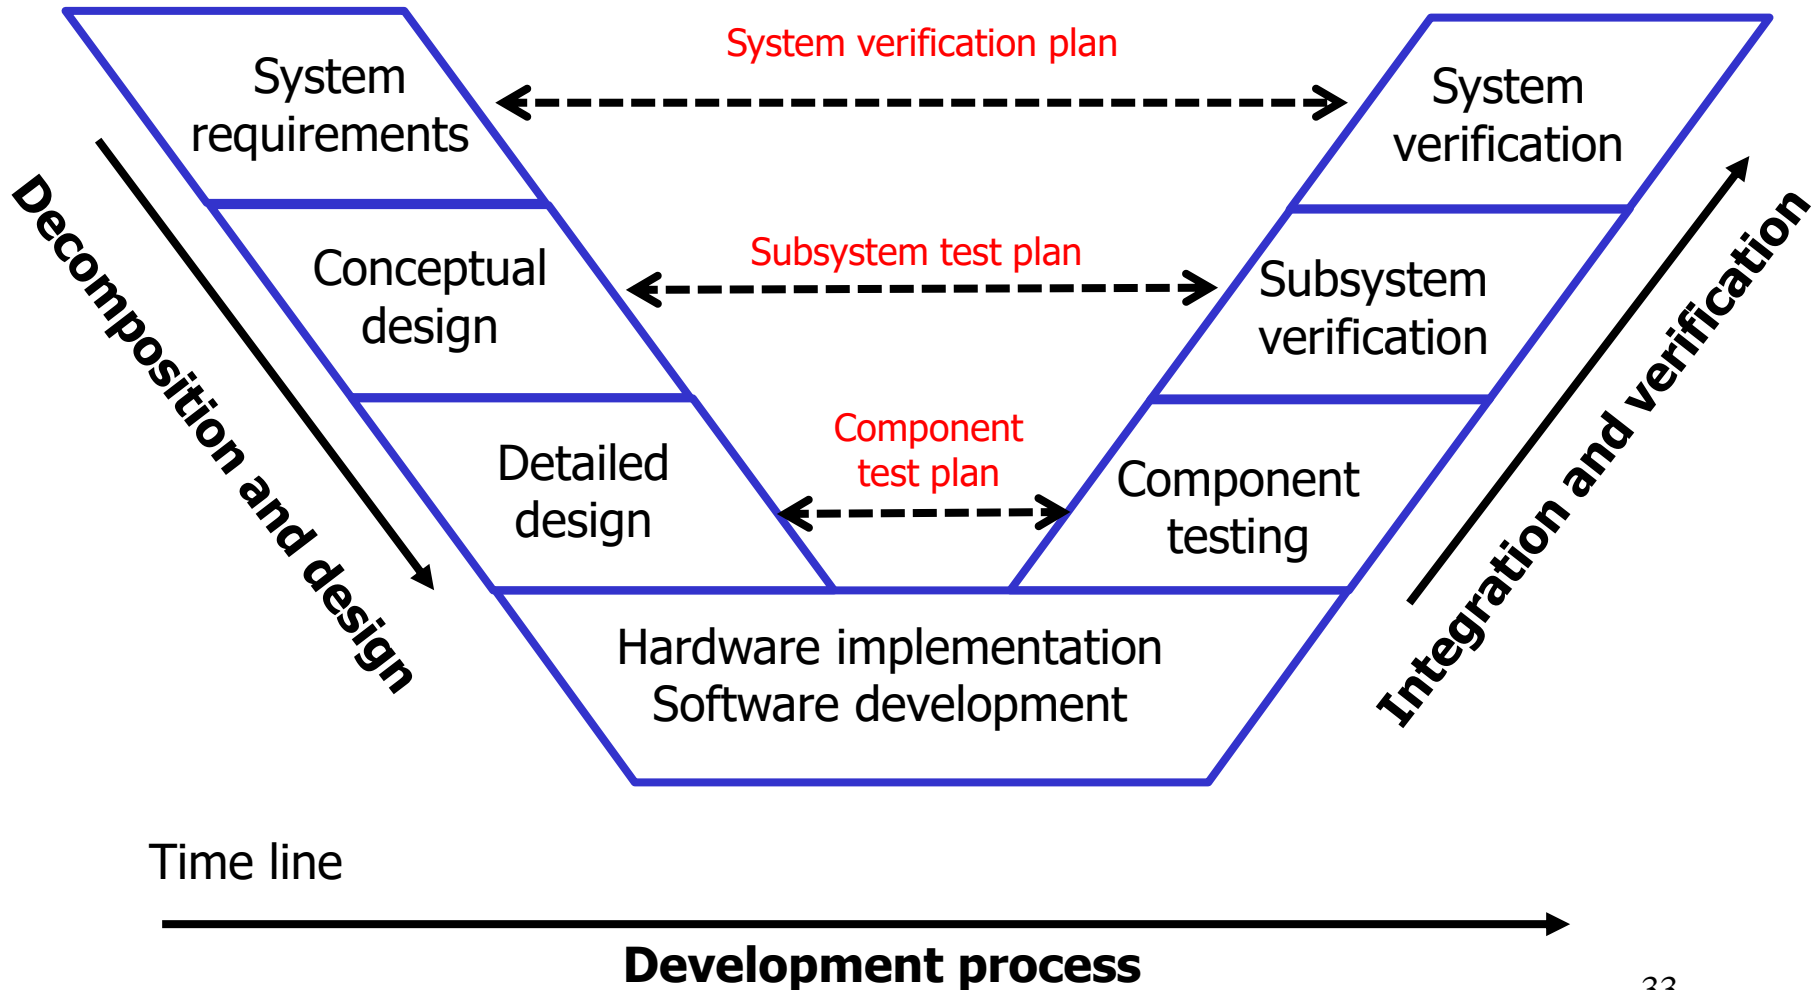 System verification plan
System
requirements
System
verification
Subsystem test plan
Conceptual
design
Subsystem
verification
Component
test plan
Detailed
design
Component
testing
Decomposition and design
Integration and verification
Hardware implementation
Software development
Time line
Development process
33